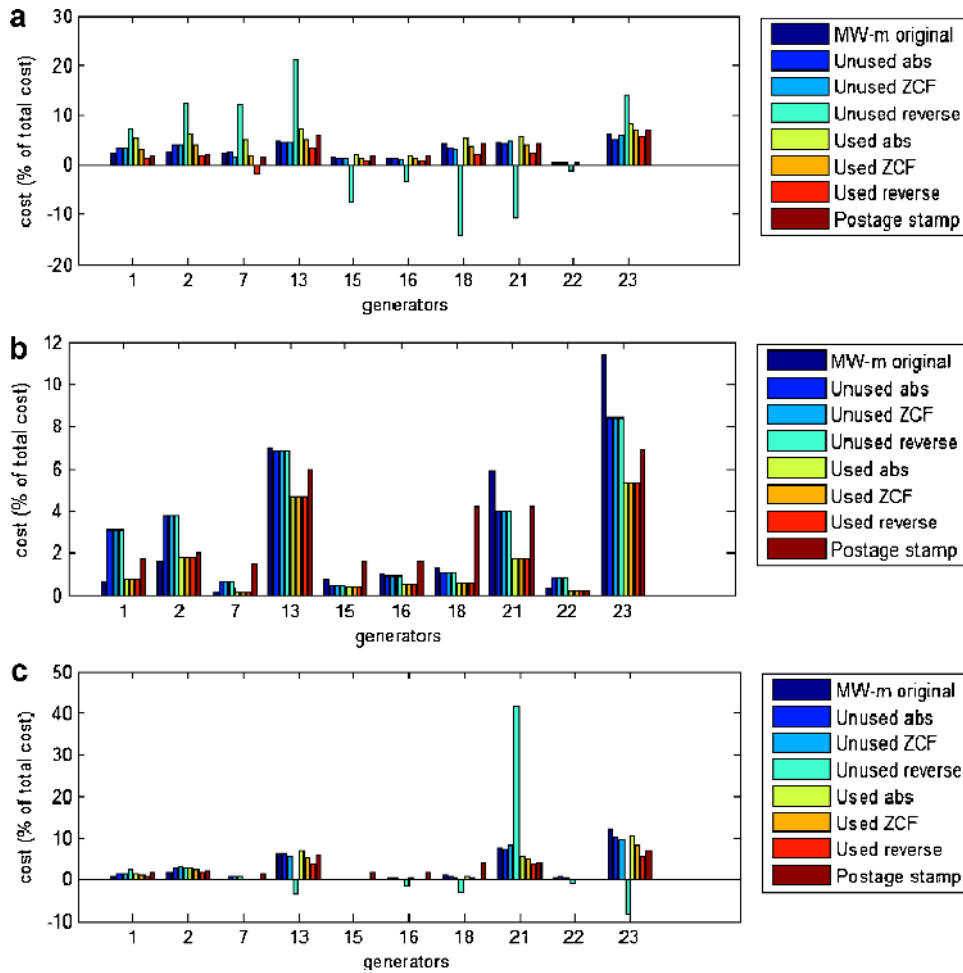 a
cost (% of total cost)
30
20
10
0
-10
-20
1 2 7 13 15 16 18 21 22 23
generators
MW-m original
Unused abs
Unused ZCF
Unused reverse
Used abs
Used ZCF
Used reverse
Postage stamp
b
cost (% of total cost)
12
10
8
6
4
2
0
1 2 7 13 15 16 18 21 22 23
generators
MW-m original
Unused abs
Unused ZCF
Unused reverse
Used abs
Used ZCF
Used reverse
Postage stamp
c
cost (% of total cost)
50
40
30
20
10
0
-10
1 2 7 13 15 16 18 21 22 23
generators
MW-m original
Unused abs
Unused ZCF
Unused reverse
Used abs
Used ZCF
Used reverse
Postage stamp